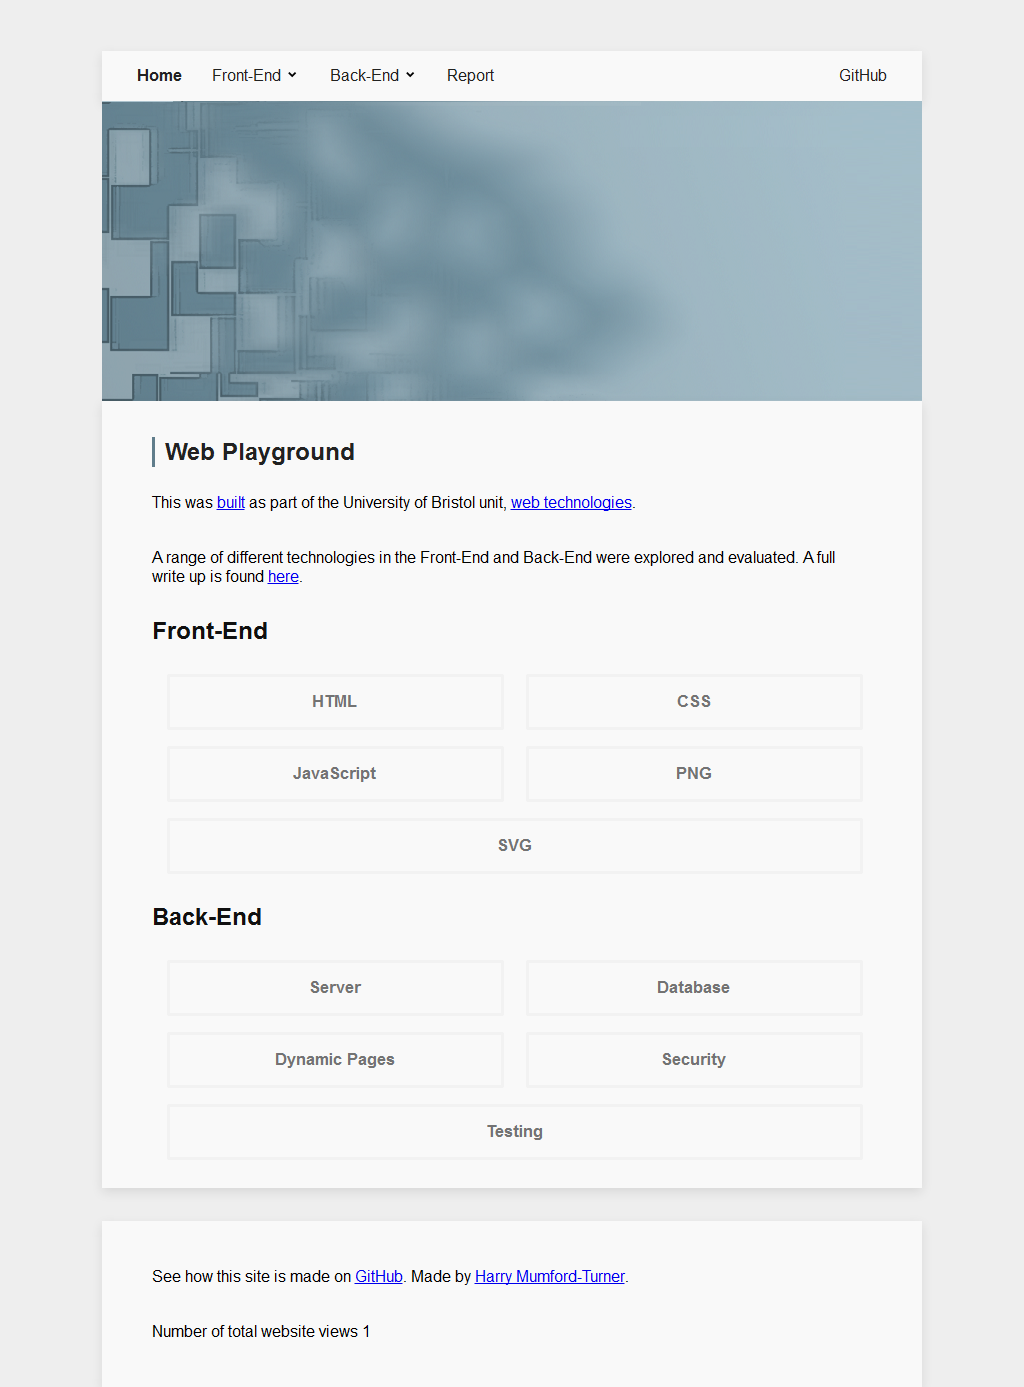 Home Front-End Back-End Report GitHub
Web Playground
This was built as part of the University of Bristol unit, web technologies.
A range of different technologies in the Front-End and Back-End were explored and evaluated. A full
write up is found here.
Front-End
HTML CSS
JavaScript PNG
SVG
Back-End
Server Database
Dynamic Pages Security
Testing
See how this site is made on GitHub. Made by Harry Mumford-Turner.
Number of total website views 1